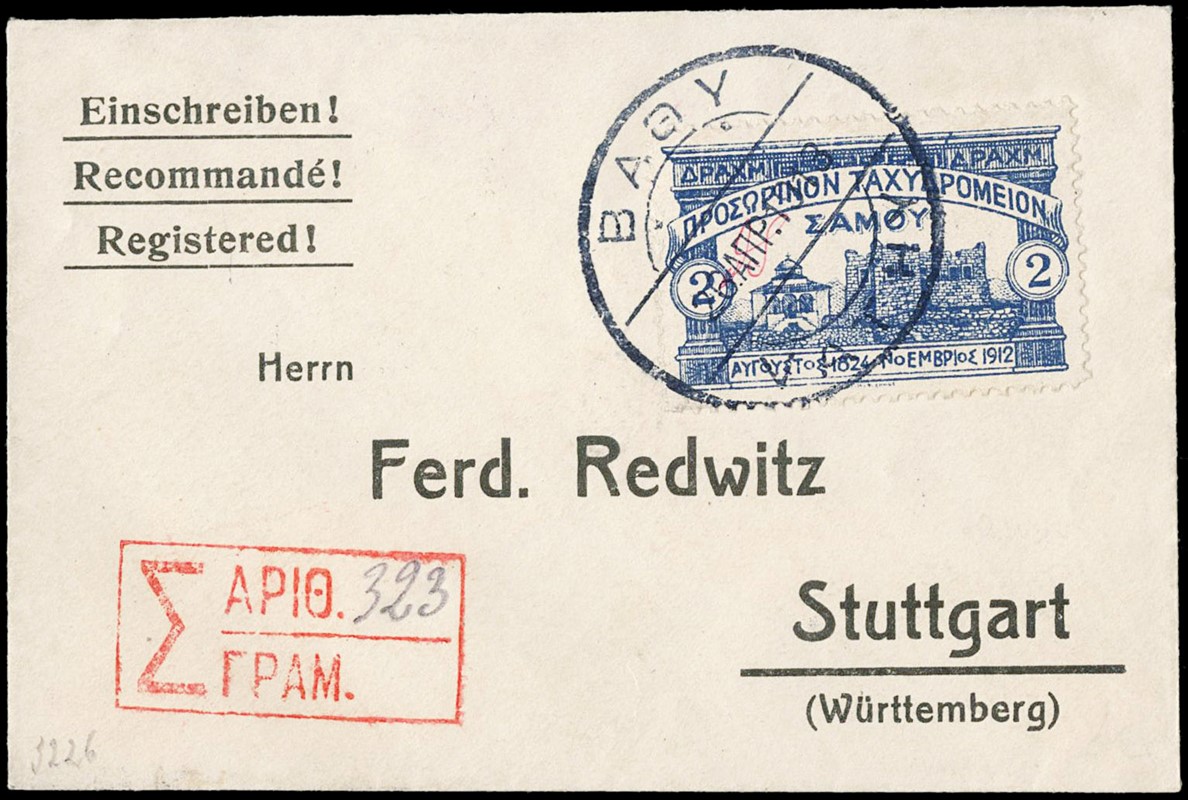 Einschreiben!
Recommandé!
Registered!
ΒΑΘΥ
ΔΡΑΧΜ ΔΡΑΧΜ
ΠΡΟΣΩΡΙΝΟΝ ΤΑΧΥΔΡΟΜΕΙΟΝ
ΣΑΜΟΥ
2 2
ΑΥΓΟΥΣΤΟΣ 1824 ΝΟΕΜΒΡΙΟΣ 1912
Herrn
Ferd. Redwitz
Σ ΑΡΙΘ. 323
ΓΡΑΜ.
Stuttgart
(Württemberg)
3226